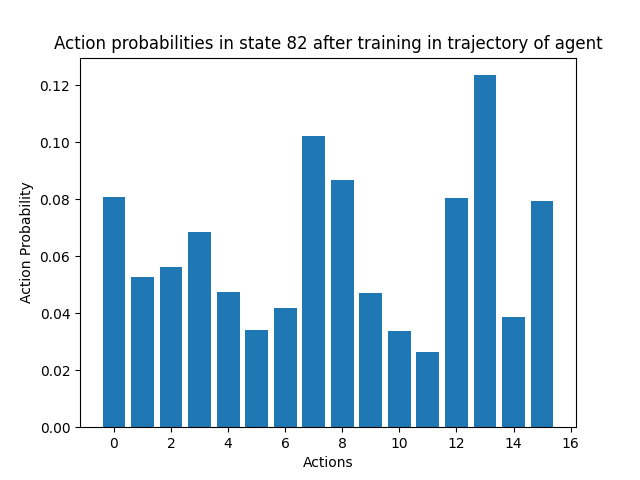 Action probabilities in state 82 after training in trajectory of agent
0.12
0.10
0.08
0.06
0.04
0.02
0.00
Action Probability
0 2 4 6 8 10 12 14 16
Actions